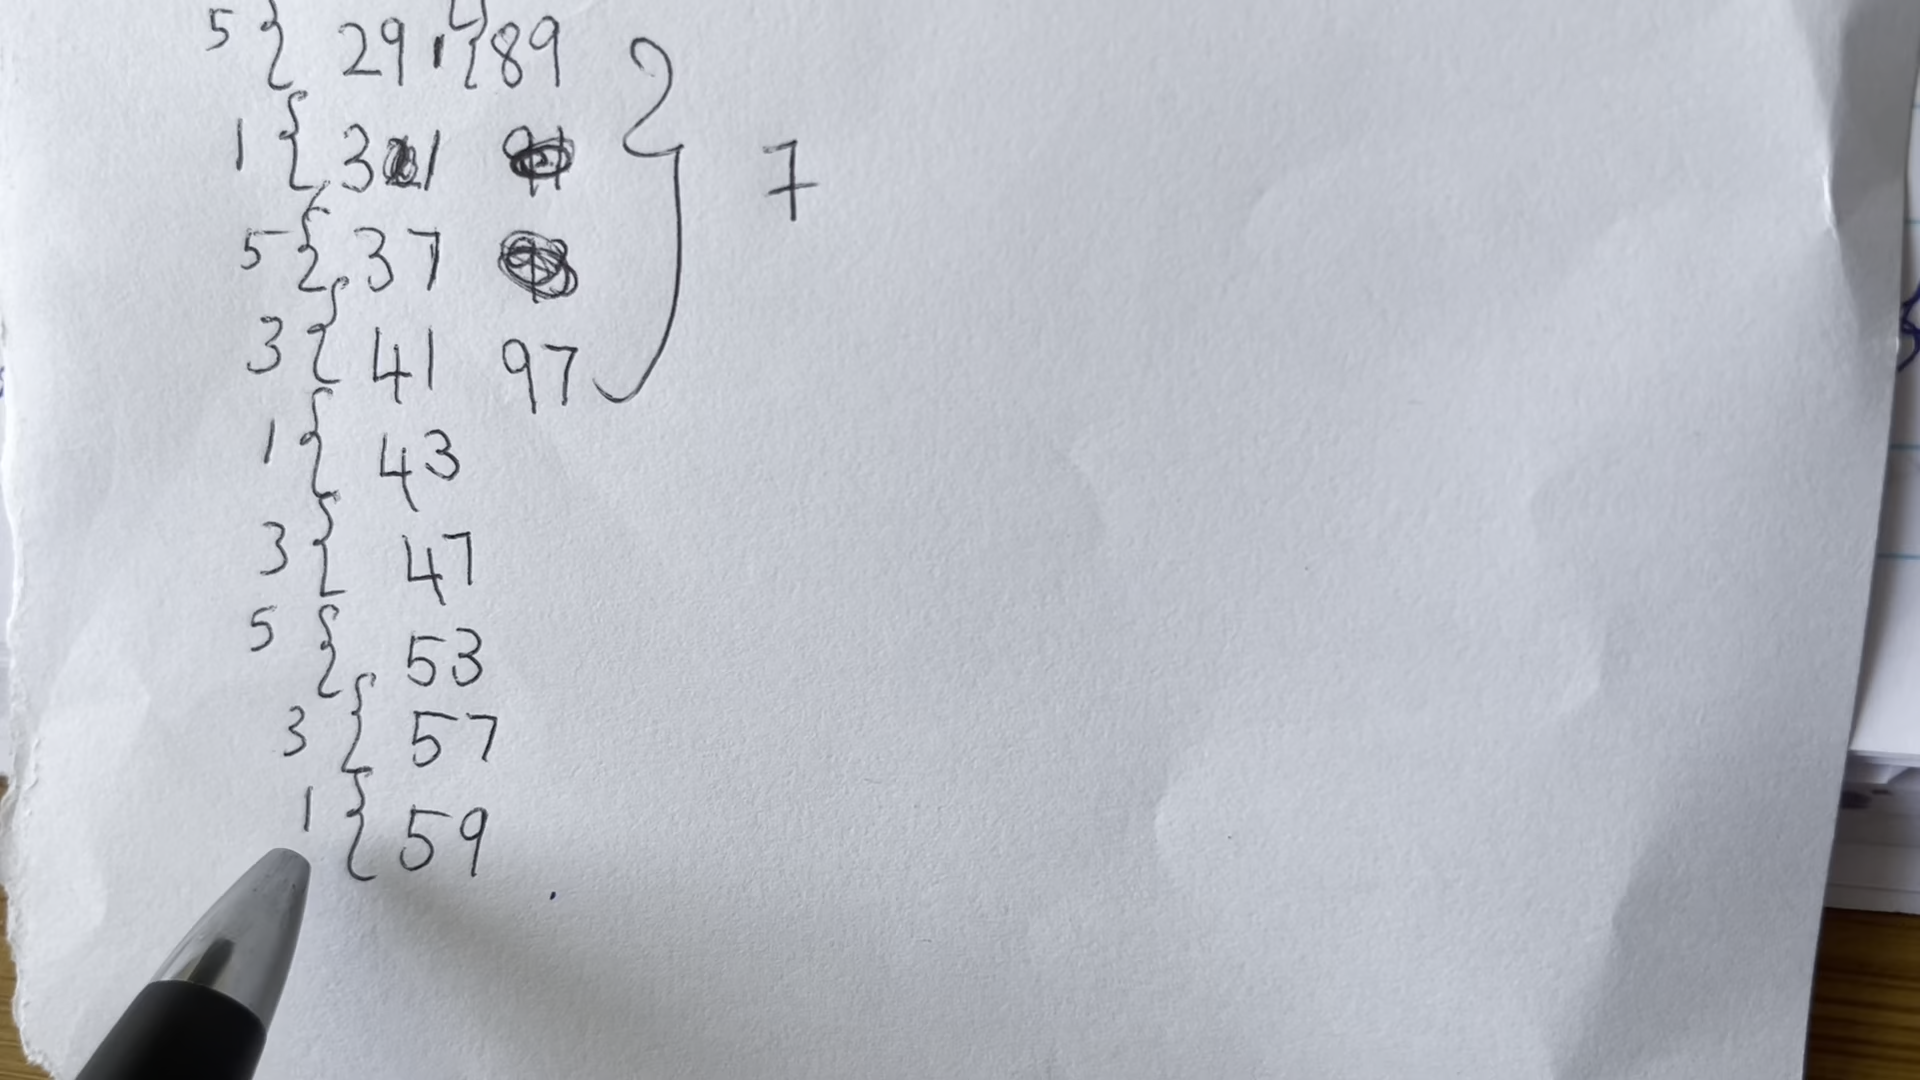 5 { 29, { 89
1 { 31
5 { 37
3 { 41 97 } 7
1 { 43
3 { 47
5 { 53
3 { 57
1 { 59